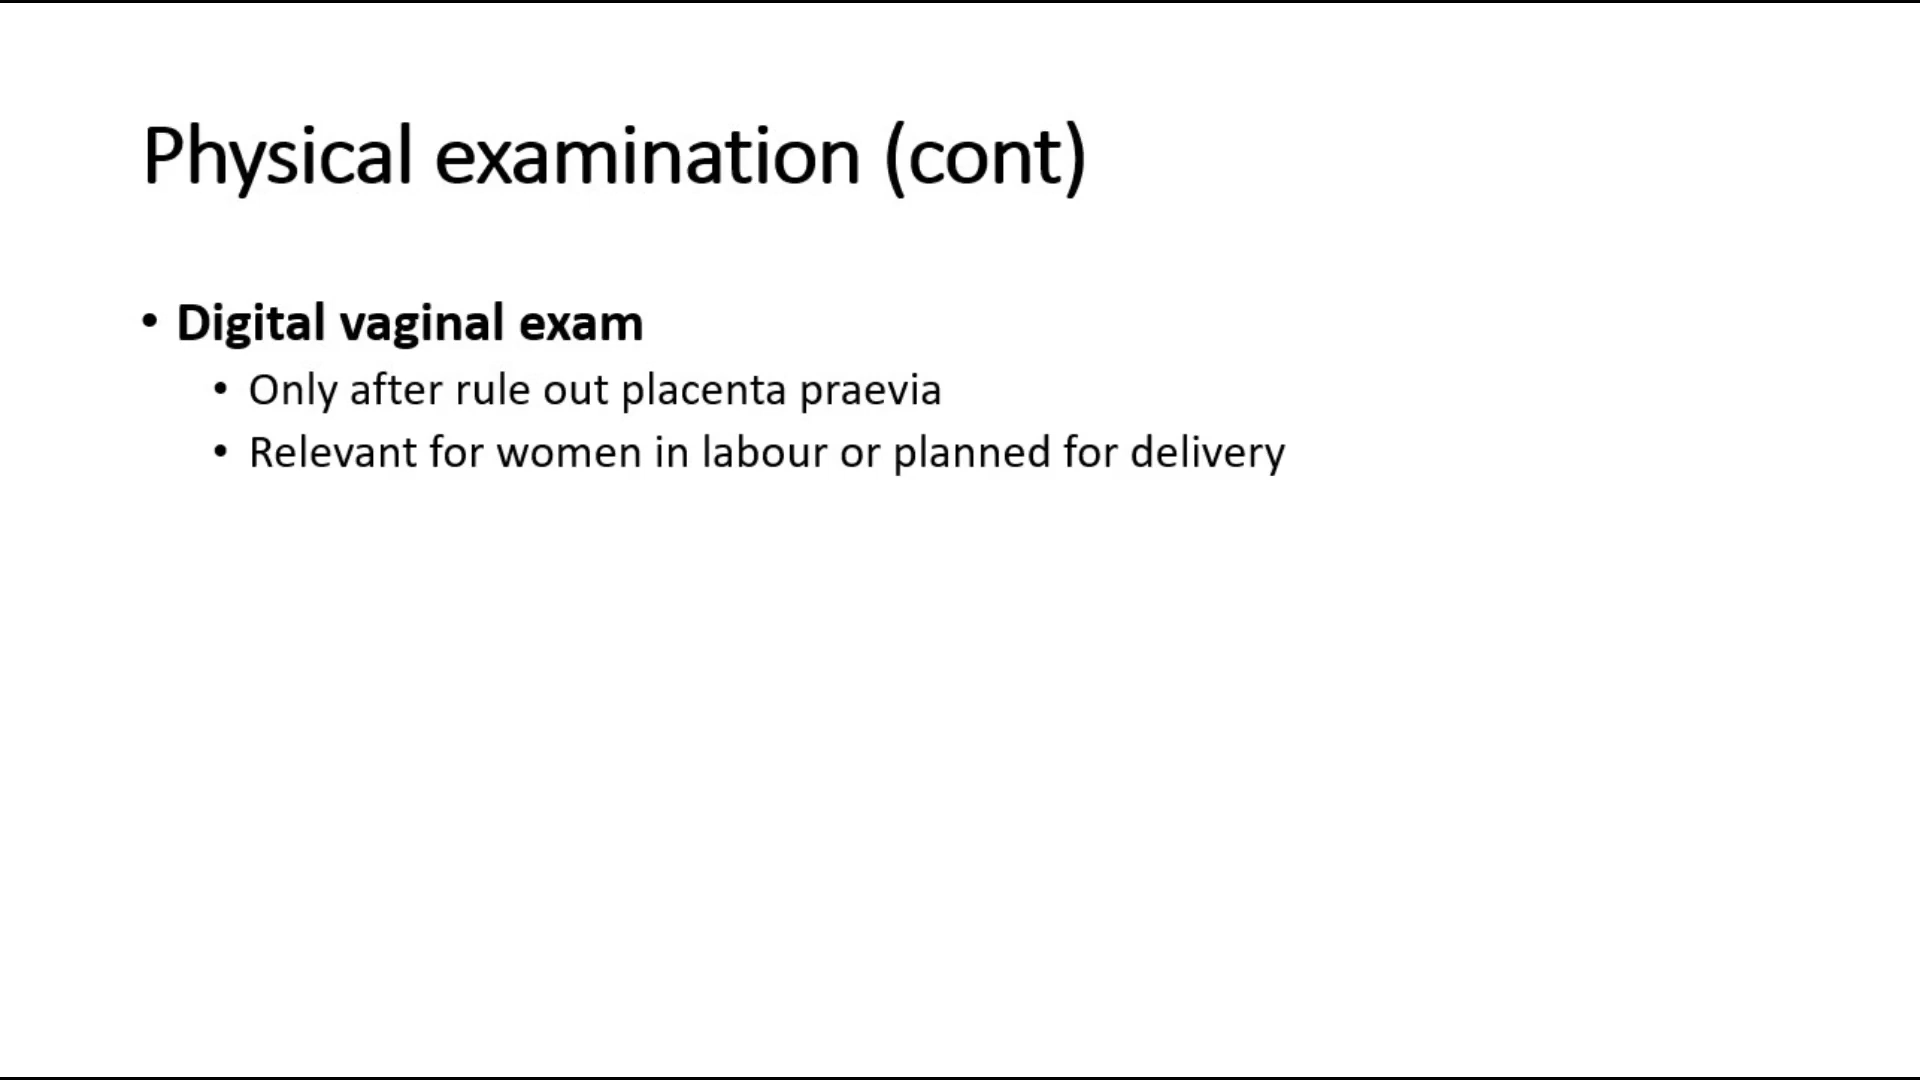 Physical examination (cont)
• Digital vaginal exam
• Only after rule out placenta praevia
• Relevant for women in labour or planned for delivery